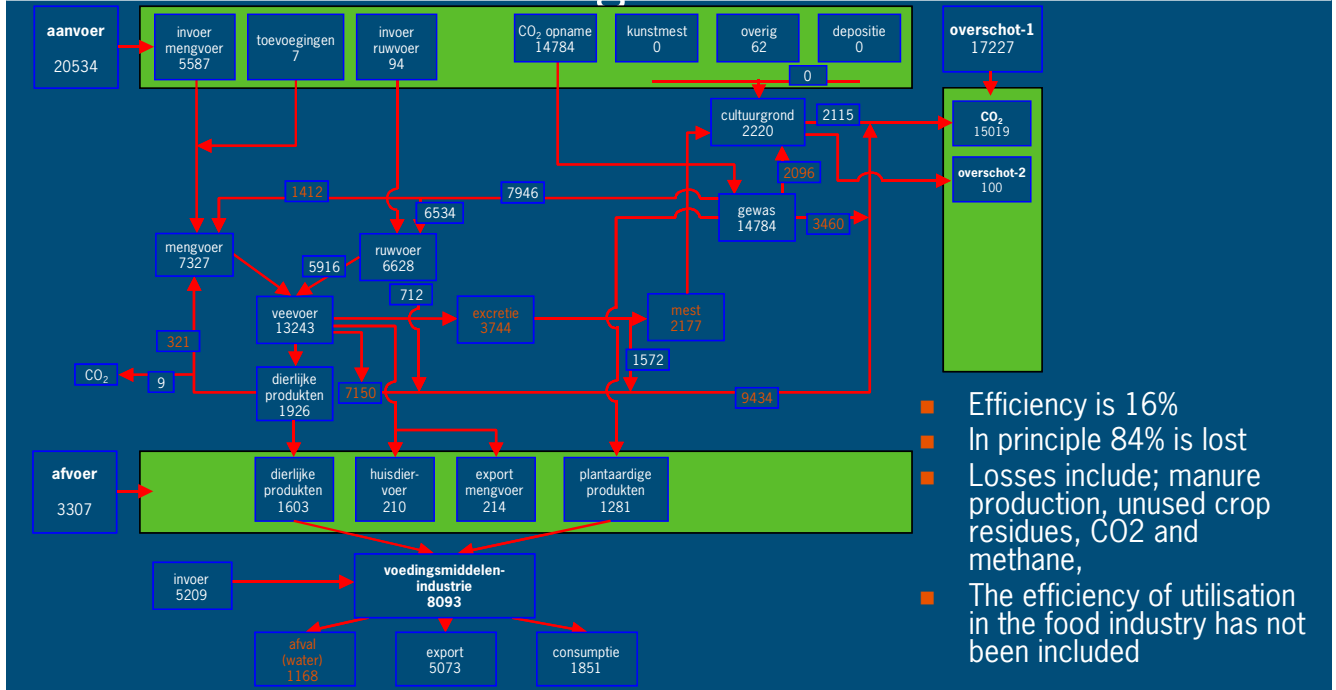 aanvoer
20534
invoer
mengvoer
5587
toevoegingen
7
invoer
ruwvoer
94
CO₂ opname
14784
kunstmest
0
overig
62
depositie
0
overschot-1
17227
0
cultuurgrond
2220
2115
CO₂
15019
overschot-2
100
2096
1412
7946
6534
gewas
14784
3460
mengvoer
7327
5916
ruwvoer
6628
712
veevoer
13243
excretie
3744
mest
2177
321
1572
CO₂
9
dierlijke
produkten
1926
7150
9434
afvoer
3307
dierlijke
produkten
1603
huisdier-
voer
210
export
mengvoer
214
plantaardige
produkten
1281
invoer
5209
voedingsmiddelen-
industrie
8093
afval
(water)
1168
export
5073
consumptie
1851
Efficiency is 16%
In principle 84% is lost
Losses include; manure
production, unused crop
residues, CO2 and
methane,
The efficiency of utilisation
in the food industry has not
been included